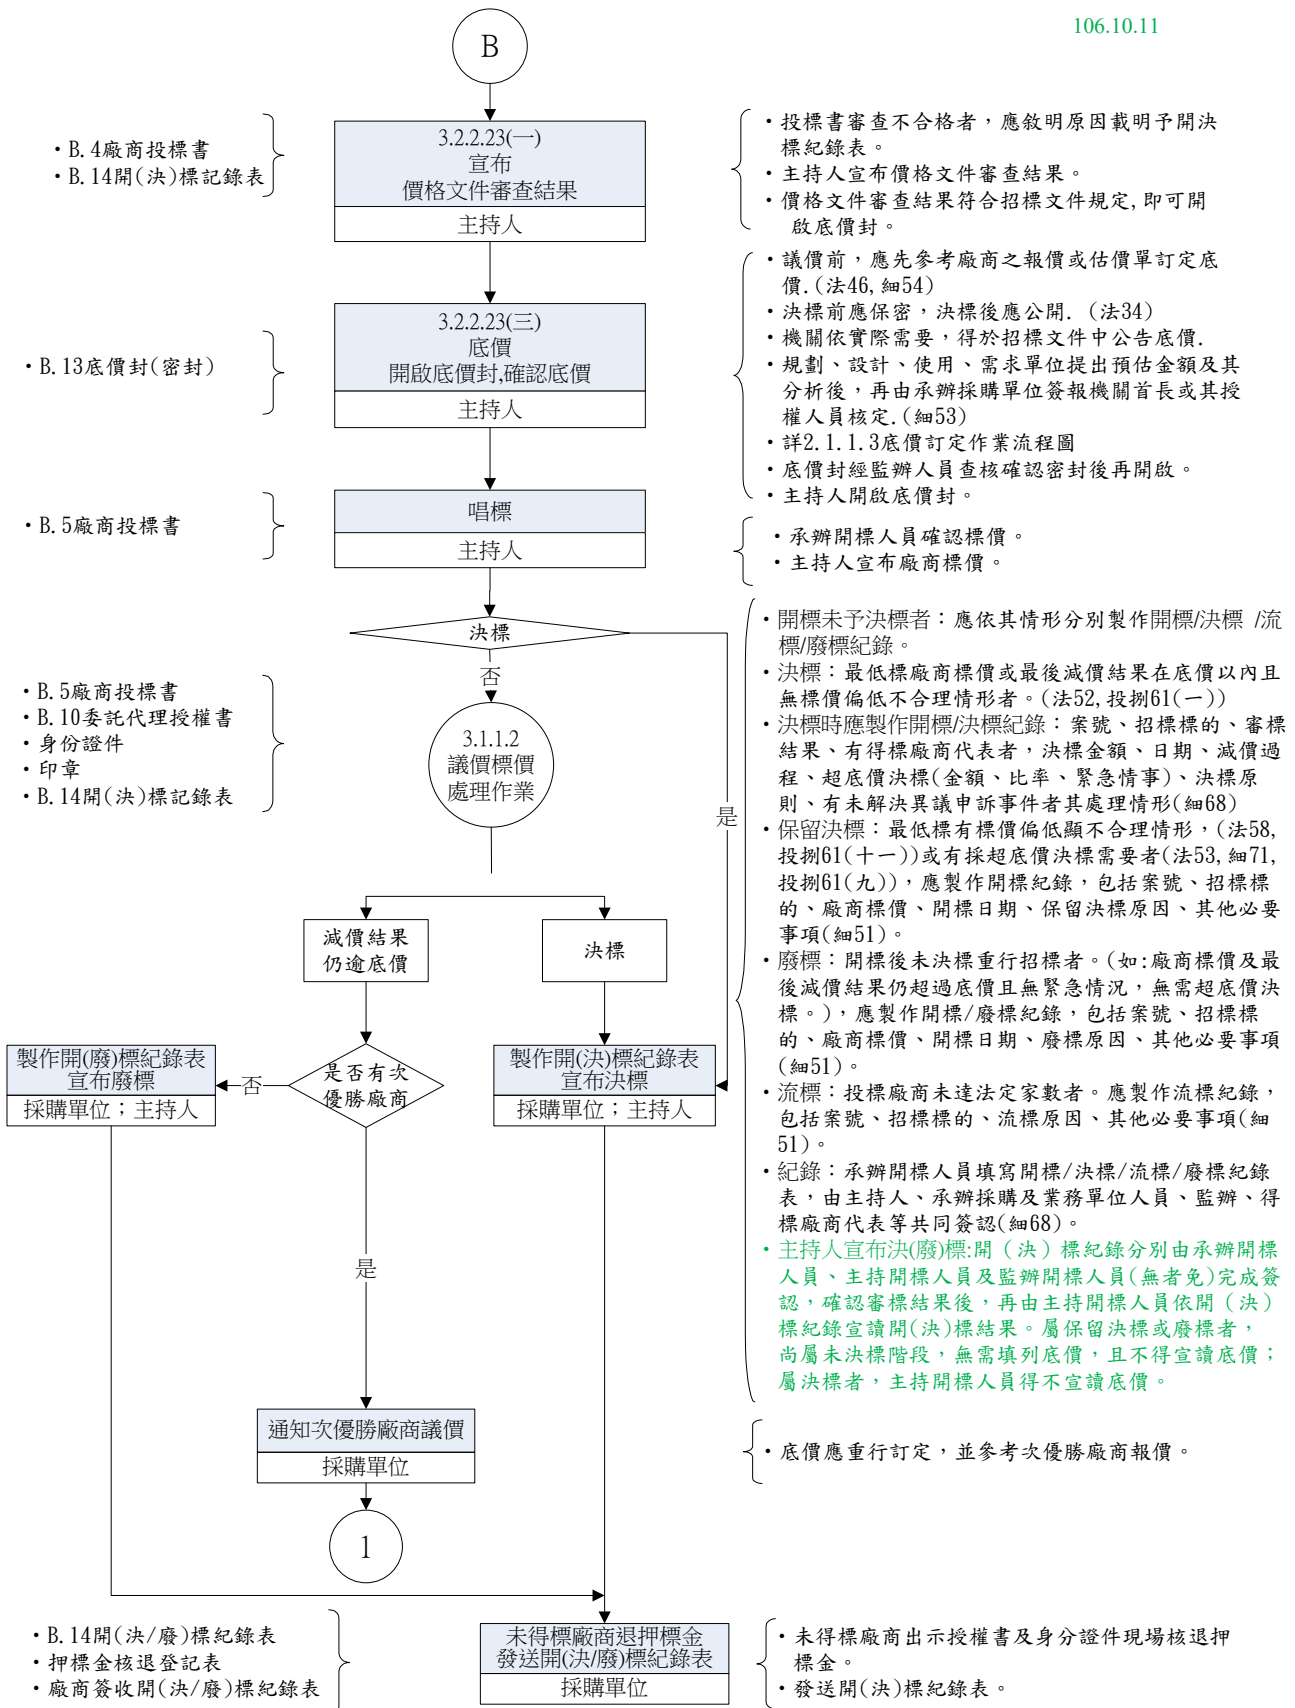 106.10.11
B
・B.4廠商投標書
・B.14開(決)標記錄表
3.2.2.23(一)
宣布
價格文件審查結果
主持人
・投標書審查不合格者，應敘明原因載明予開決
標紀錄表。
・主持人宣布價格文件審查結果。
・價格文件審查結果符合招標文件規定,即可開
啟底價封。
・B.13底價封(密封)
3.2.2.23(三)
底價
開啟底價封,確認底價
主持人
・議價前，應先參考廠商之報價或估價單訂定底
價.(法46,細54)
・決標前應保密，決標後應公開. (法34)
・機關依實際需要，得於招標文件中公告底價.
・規劃、設計、使用、需求單位提出預估金額及其
分析後，再由承辦採購單位簽報機關首長或其授
權人員核定.(細53)
・詳2.1.1.3底價訂定作業流程圖
・底價封經監辦人員查核確認密封後再開啟。
・主持人開啟底價封。
・B.5廠商投標書
唱標
主持人
・承辦開標人員確認標價。
・主持人宣布廠商標價。
決標
否
是
・B.5廠商投標書
・B.10委託代理授權書
・身份證件
・印章
・B.14開(決)標記錄表
3.1.1.2
議價標價
處理作業
減價結果
仍逾底價
決標
・開標未予決標者：應依其情形分別製作開標/決標 /流
標/廢標紀錄。
・決標：最低標廠商標價或最後減價結果在底價以內且
無標價偏低不合理情形者。(法52,投捌61(一))
・決標時應製作開標/決標紀錄：案號、招標標的、審標
結果、有得標廠商代表者，決標金額、日期、減價過
程、超底價決標(金額、比率、緊急情事)、決標原
則、有未解決異議申訴事件者其處理情形(細68)
・保留決標：最低標有標價偏低顯不合理情形，(法58,
投捌61(十一))或有採超底價決標需要者(法53,細71,
投捌61(九))，應製作開標紀錄，包括案號、招標標
的、廠商標價、開標日期、保留決標原因、其他必要
事項(細51)。
・廢標：開標後未決標重行招標者。(如:廠商標價及最
後減價結果仍超過底價且無緊急情況，無需超底價決
標。)，應製作開標/廢標紀錄，包括案號、招標標
的、廠商標價、開標日期、廢標原因、其他必要事項
(細51)。
・流標：投標廠商未達法定家數者。應製作流標紀錄，
包括案號、招標標的、流標原因、其他必要事項(細
51)。
・紀錄：承辦開標人員填寫開標/決標/流標/廢標紀錄
表，由主持人、承辦採購及業務單位人員、監辦、得
標廠商代表等共同簽認(細68)。
・主持人宣布決(廢)標:開（決）標紀錄分別由承辦開標
人員、主持開標人員及監辦開標人員(無者免)完成簽
認，確認審標結果後，再由主持開標人員依開（決）
標紀錄宣讀開(決)標結果。屬保留決標或廢標者，
尚屬未決標階段，無需填列底價，且不得宣讀底價；
屬決標者，主持開標人員得不宣讀底價。
製作開(廢)標紀錄表
宣布廢標
採購單位；主持人
否
是否有次
優勝廠商
製作開(決)標紀錄表
宣布決標
採購單位；主持人
是
通知次優勝廠商議價
採購單位
・底價應重行訂定，並參考次優勝廠商報價。
1
・B.14開(決/廢)標紀錄表
・押標金核退登記表
・廠商簽收開(決/廢)標紀錄表
未得標廠商退押標金
發送開(決/廢)標紀錄表
採購單位
・未得標廠商出示授權書及身分證件現場核退押
標金。
・發送開(決)標紀錄表。